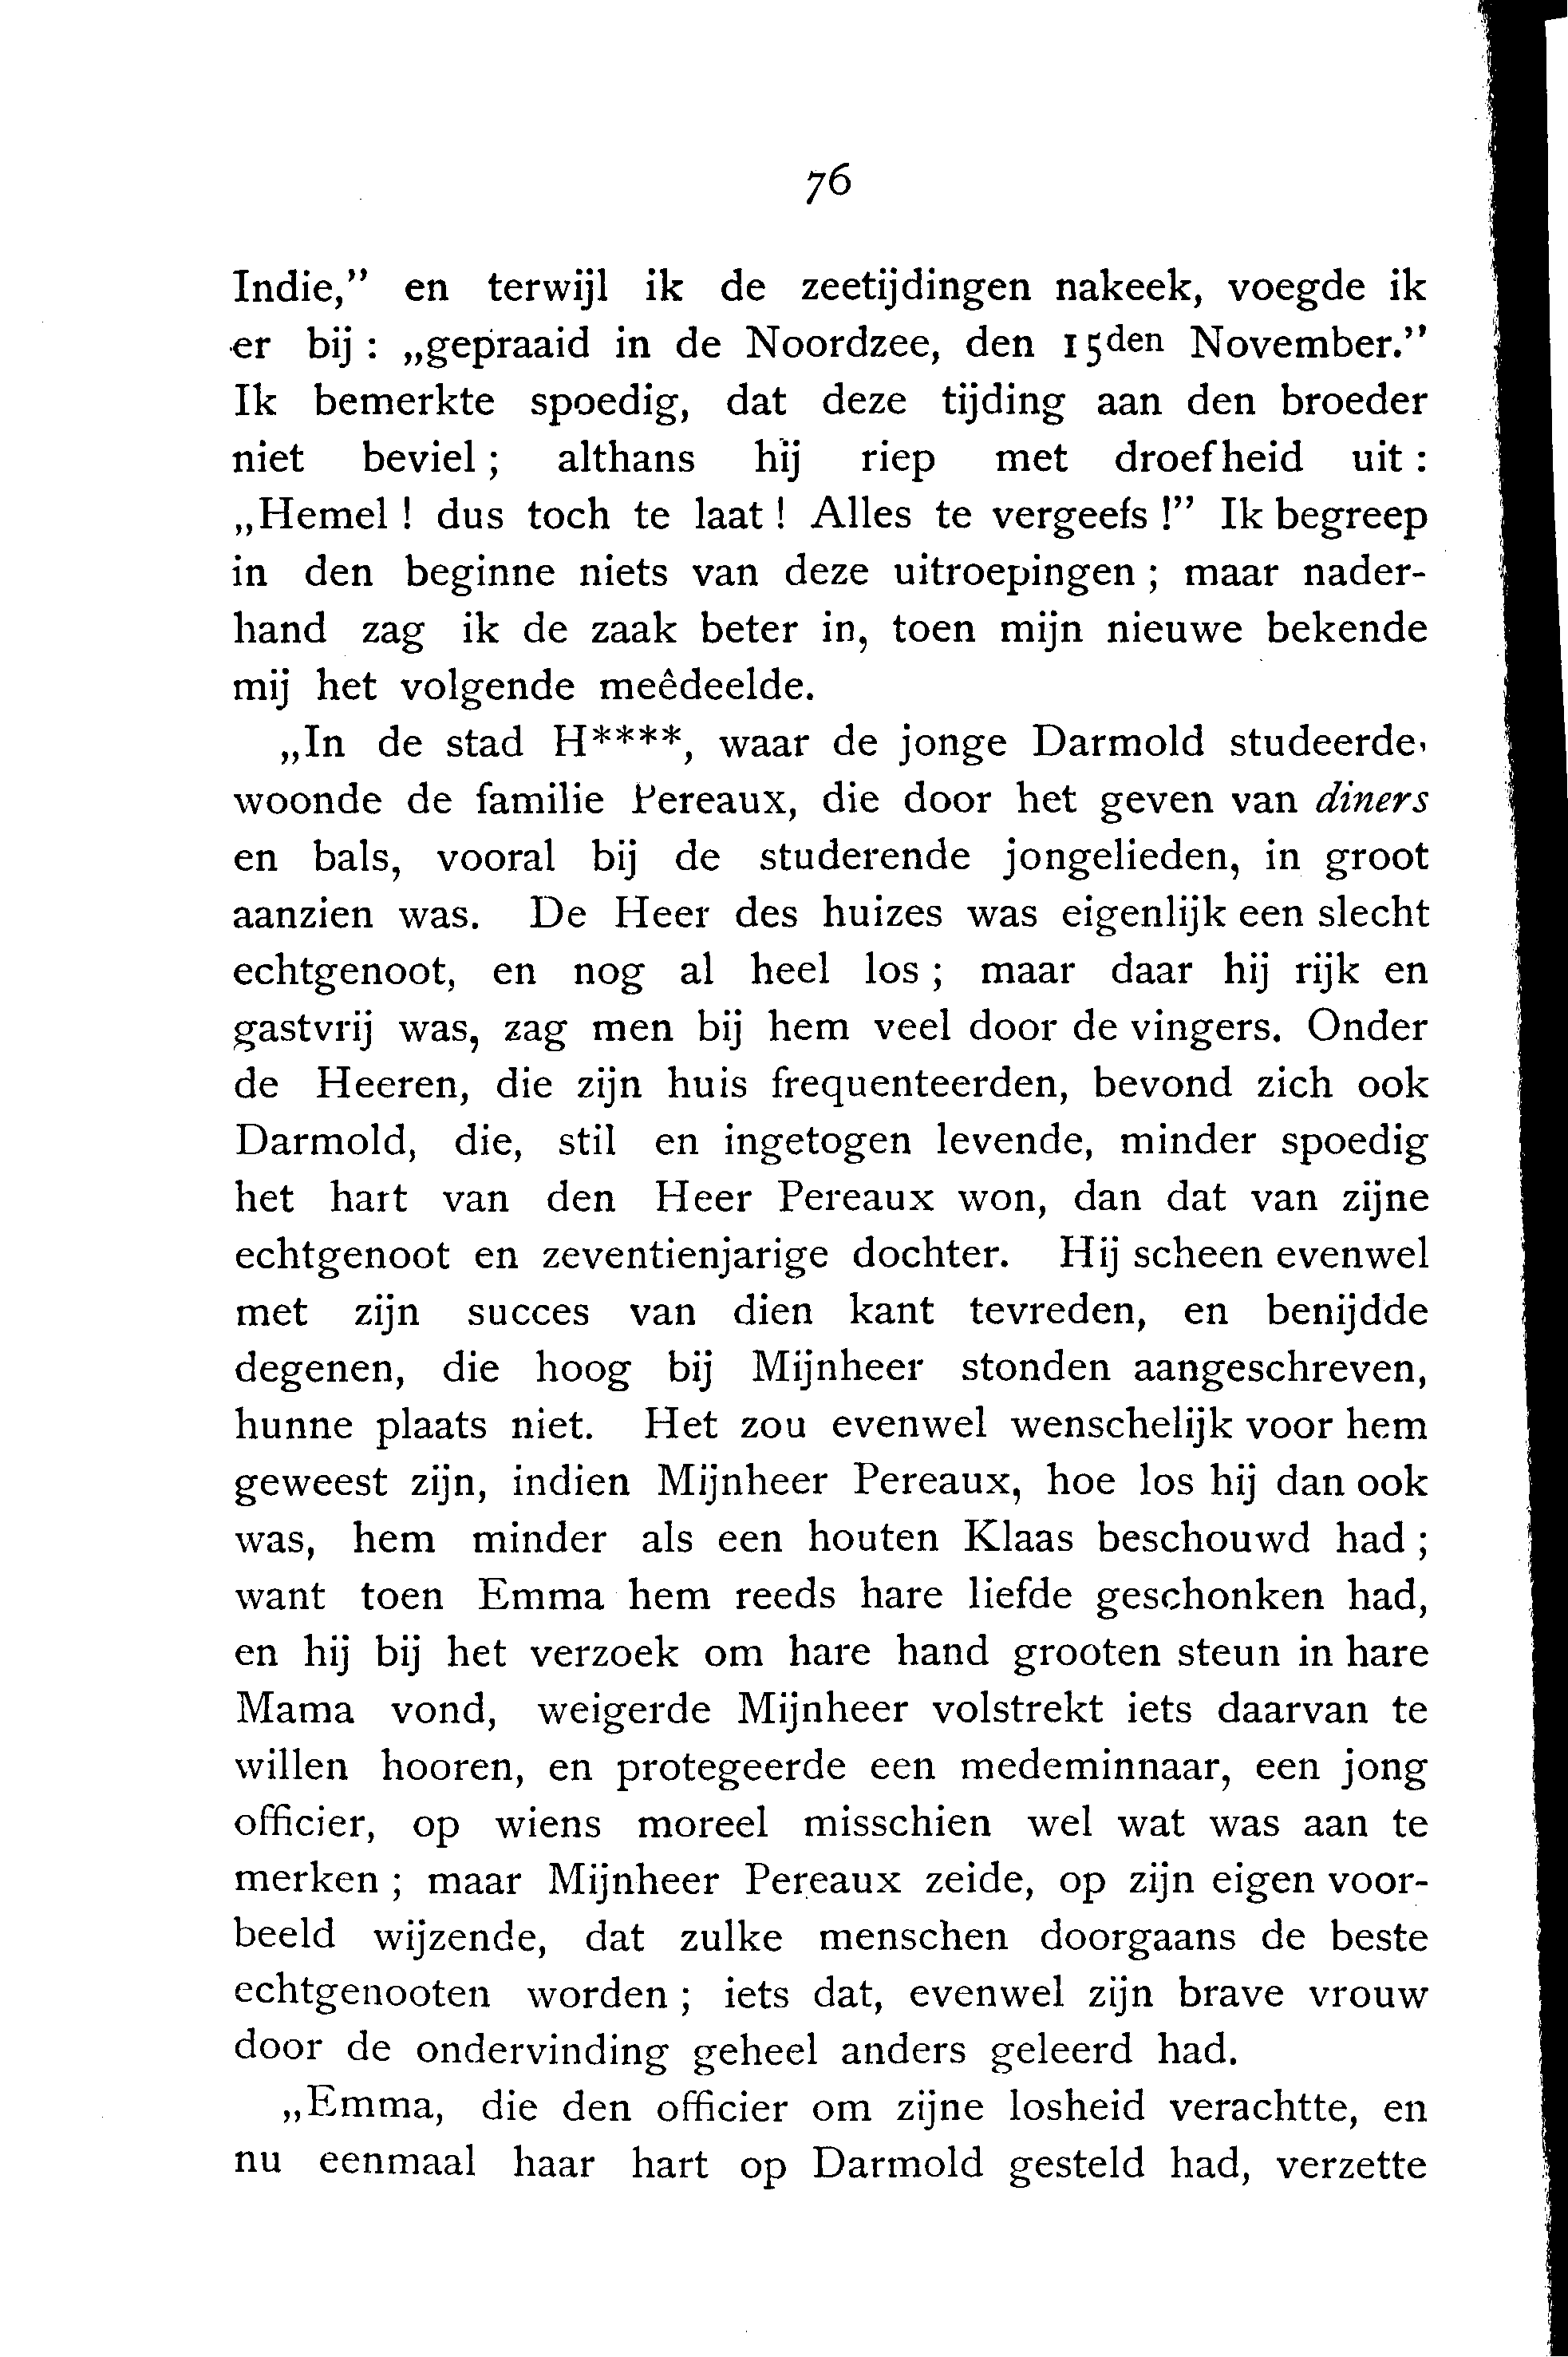 76
Indie,” en terwijl ik de zeetijdingen nakeek, voegde ik
er bij : „gepraaid in de Noordzee, den 15den November.”
Ik bemerkte spoedig, dat deze tijding aan den broeder
niet beviel ; althans hij riep met droefheid uit :
„Hemel ! dus toch te laat ! Alles te vergeefs !” Ik begreep
in den beginne niets van deze uitroepingen ; maar nader-
hand zag ik de zaak beter in, toen mijn nieuwe bekende
mij het volgende meêdeelde.
„In de stad H****, waar de jonge Darmold studeerde,
woonde de familie Pereaux, die door het geven van diners
en bals, vooral bij de studerende jongelieden, in groot
aanzien was. De Heer des huizes was eigenlijk een slecht
echtgenoot, en nog al heel los ; maar daar hij rijk en
gastvrij was, zag men bij hem veel door de vingers. Onder
de Heeren, die zijn huis frequenteerden, bevond zich ook
Darmold, die, stil en ingetogen levende, minder spoedig
het hart van den Heer Pereaux won, dan dat van zijne
echtgenoot en zeventienjarige dochter. Hij scheen evenwel
met zijn succes van dien kant tevreden, en benijdde
degenen, die hoog bij Mijnheer stonden aangeschreven,
hunne plaats niet. Het zou evenwel wenschelijk voor hem
geweest zijn, indien Mijnheer Pereaux, hoe los hij dan ook
was, hem minder als een houten Klaas beschouwd had ;
want toen Emma hem reeds hare liefde geschonken had,
en hij bij het verzoek om hare hand grooten steun in hare
Mama vond, weigerde Mijnheer volstrekt iets daarvan te
willen hooren, en protegeerde een medeminnaar, een jong
officier, op wiens moreel misschien wel wat was aan te
merken ; maar Mijnheer Pereaux zeide, op zijn eigen voor-
beeld wijzende, dat zulke menschen doorgaans de beste
echtgenooten worden ; iets dat, evenwel zijn brave vrouw
door de ondervinding geheel anders geleerd had.
„Emma, die den officier om zijne losheid verachtte, en
nu eenmaal haar hart op Darmold gesteld had, verzette